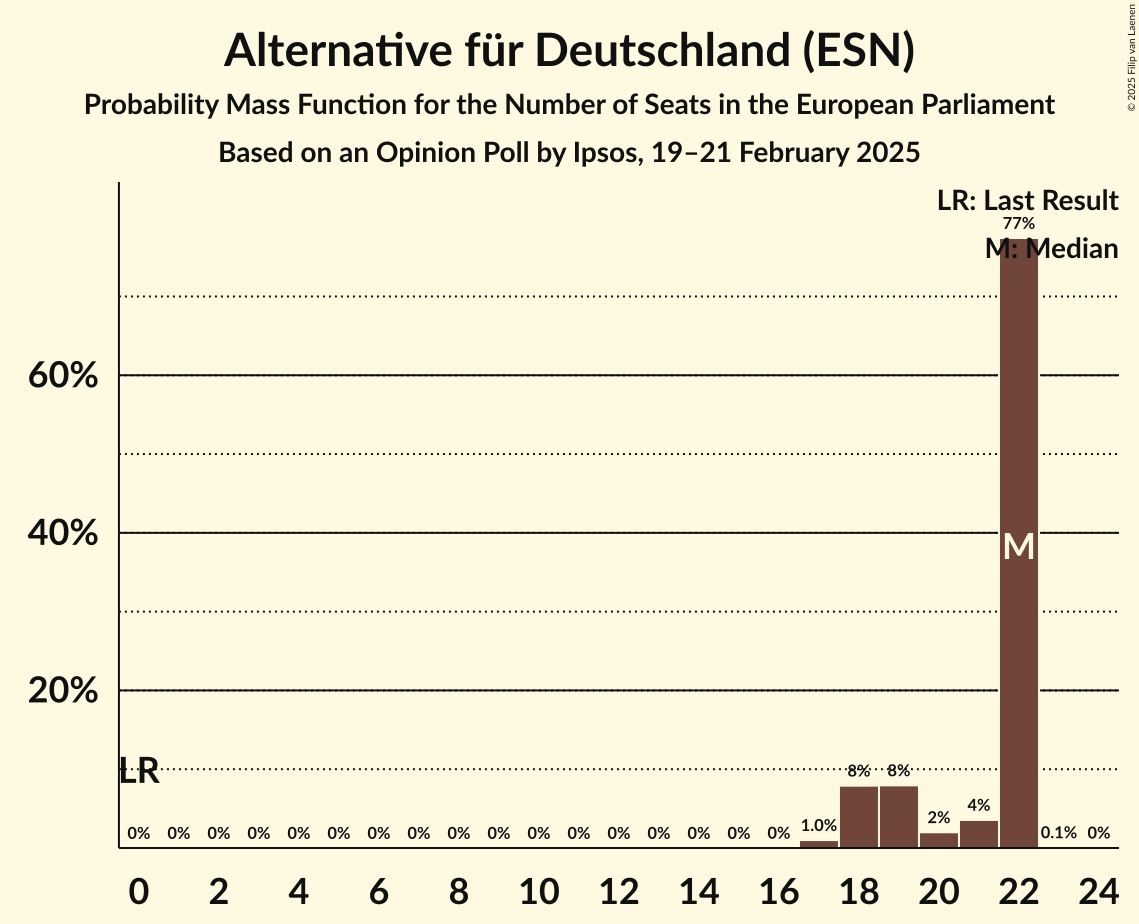 Alternative für Deutschland (ESN)
Probability Mass Function for the Number of Seats in the European Parliament
Based on an Opinion Poll by Ipsos, 19–21 February 2025
© 2025 Filip van Laenen
LR: Last Result
77%
M: Median
60%
40%
M
20%
LR
8% 8%
4%
1.0% 2%
0% 0% 0% 0% 0% 0% 0% 0% 0% 0% 0% 0% 0% 0% 0% 0% 0% 0.1% 0%
0 2 4 6 8 10 12 14 16 18 20 22 24